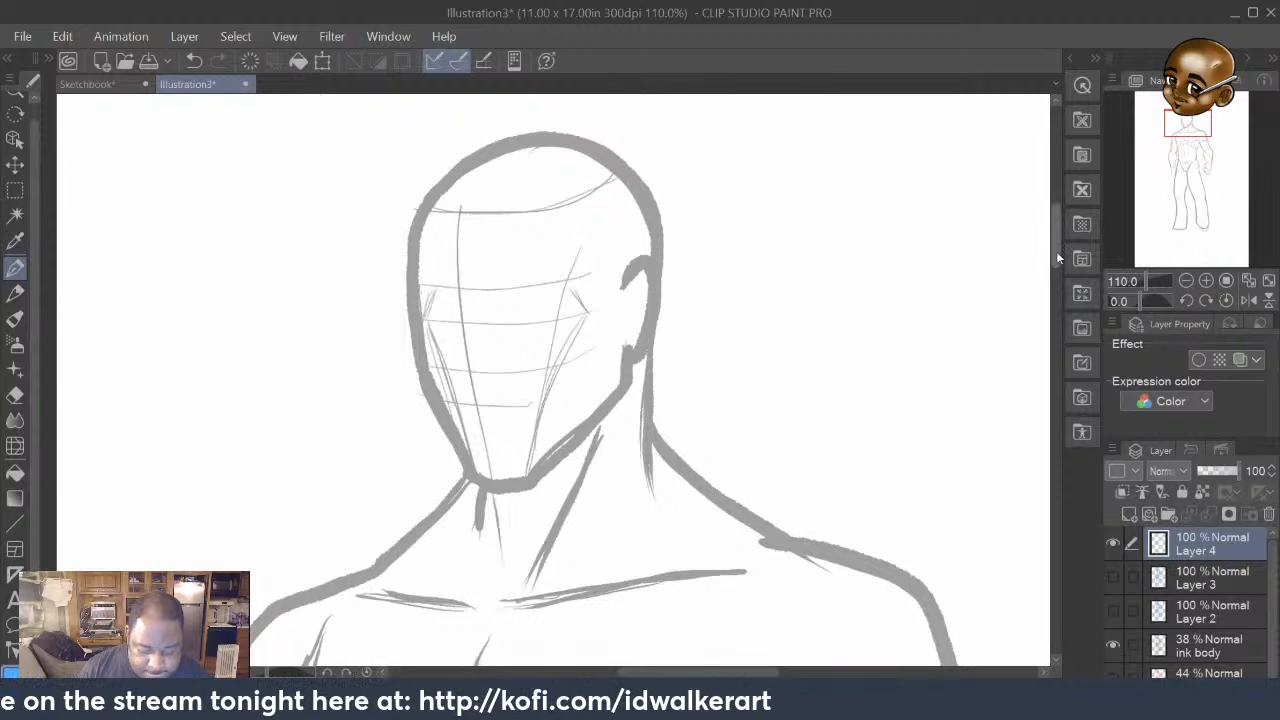 Illustration3* (11.00 x 17.00in 300dpi 110.0%)  - CLIP STUDIO PAINT PRO
File Edit Animation Layer Select View Filter Window Help
Sketchbook* Illustration3*
110.0
0.0
Layer Property
Effect
Expression color
Color
Layer
100
100 % Normal
Layer 4
100 % Normal
Layer 3
100 % Normal
Layer 2
38 % Normal
ink body
44 % Normal
e on the stream tonight here at: http://kofi.com/idwalkerart